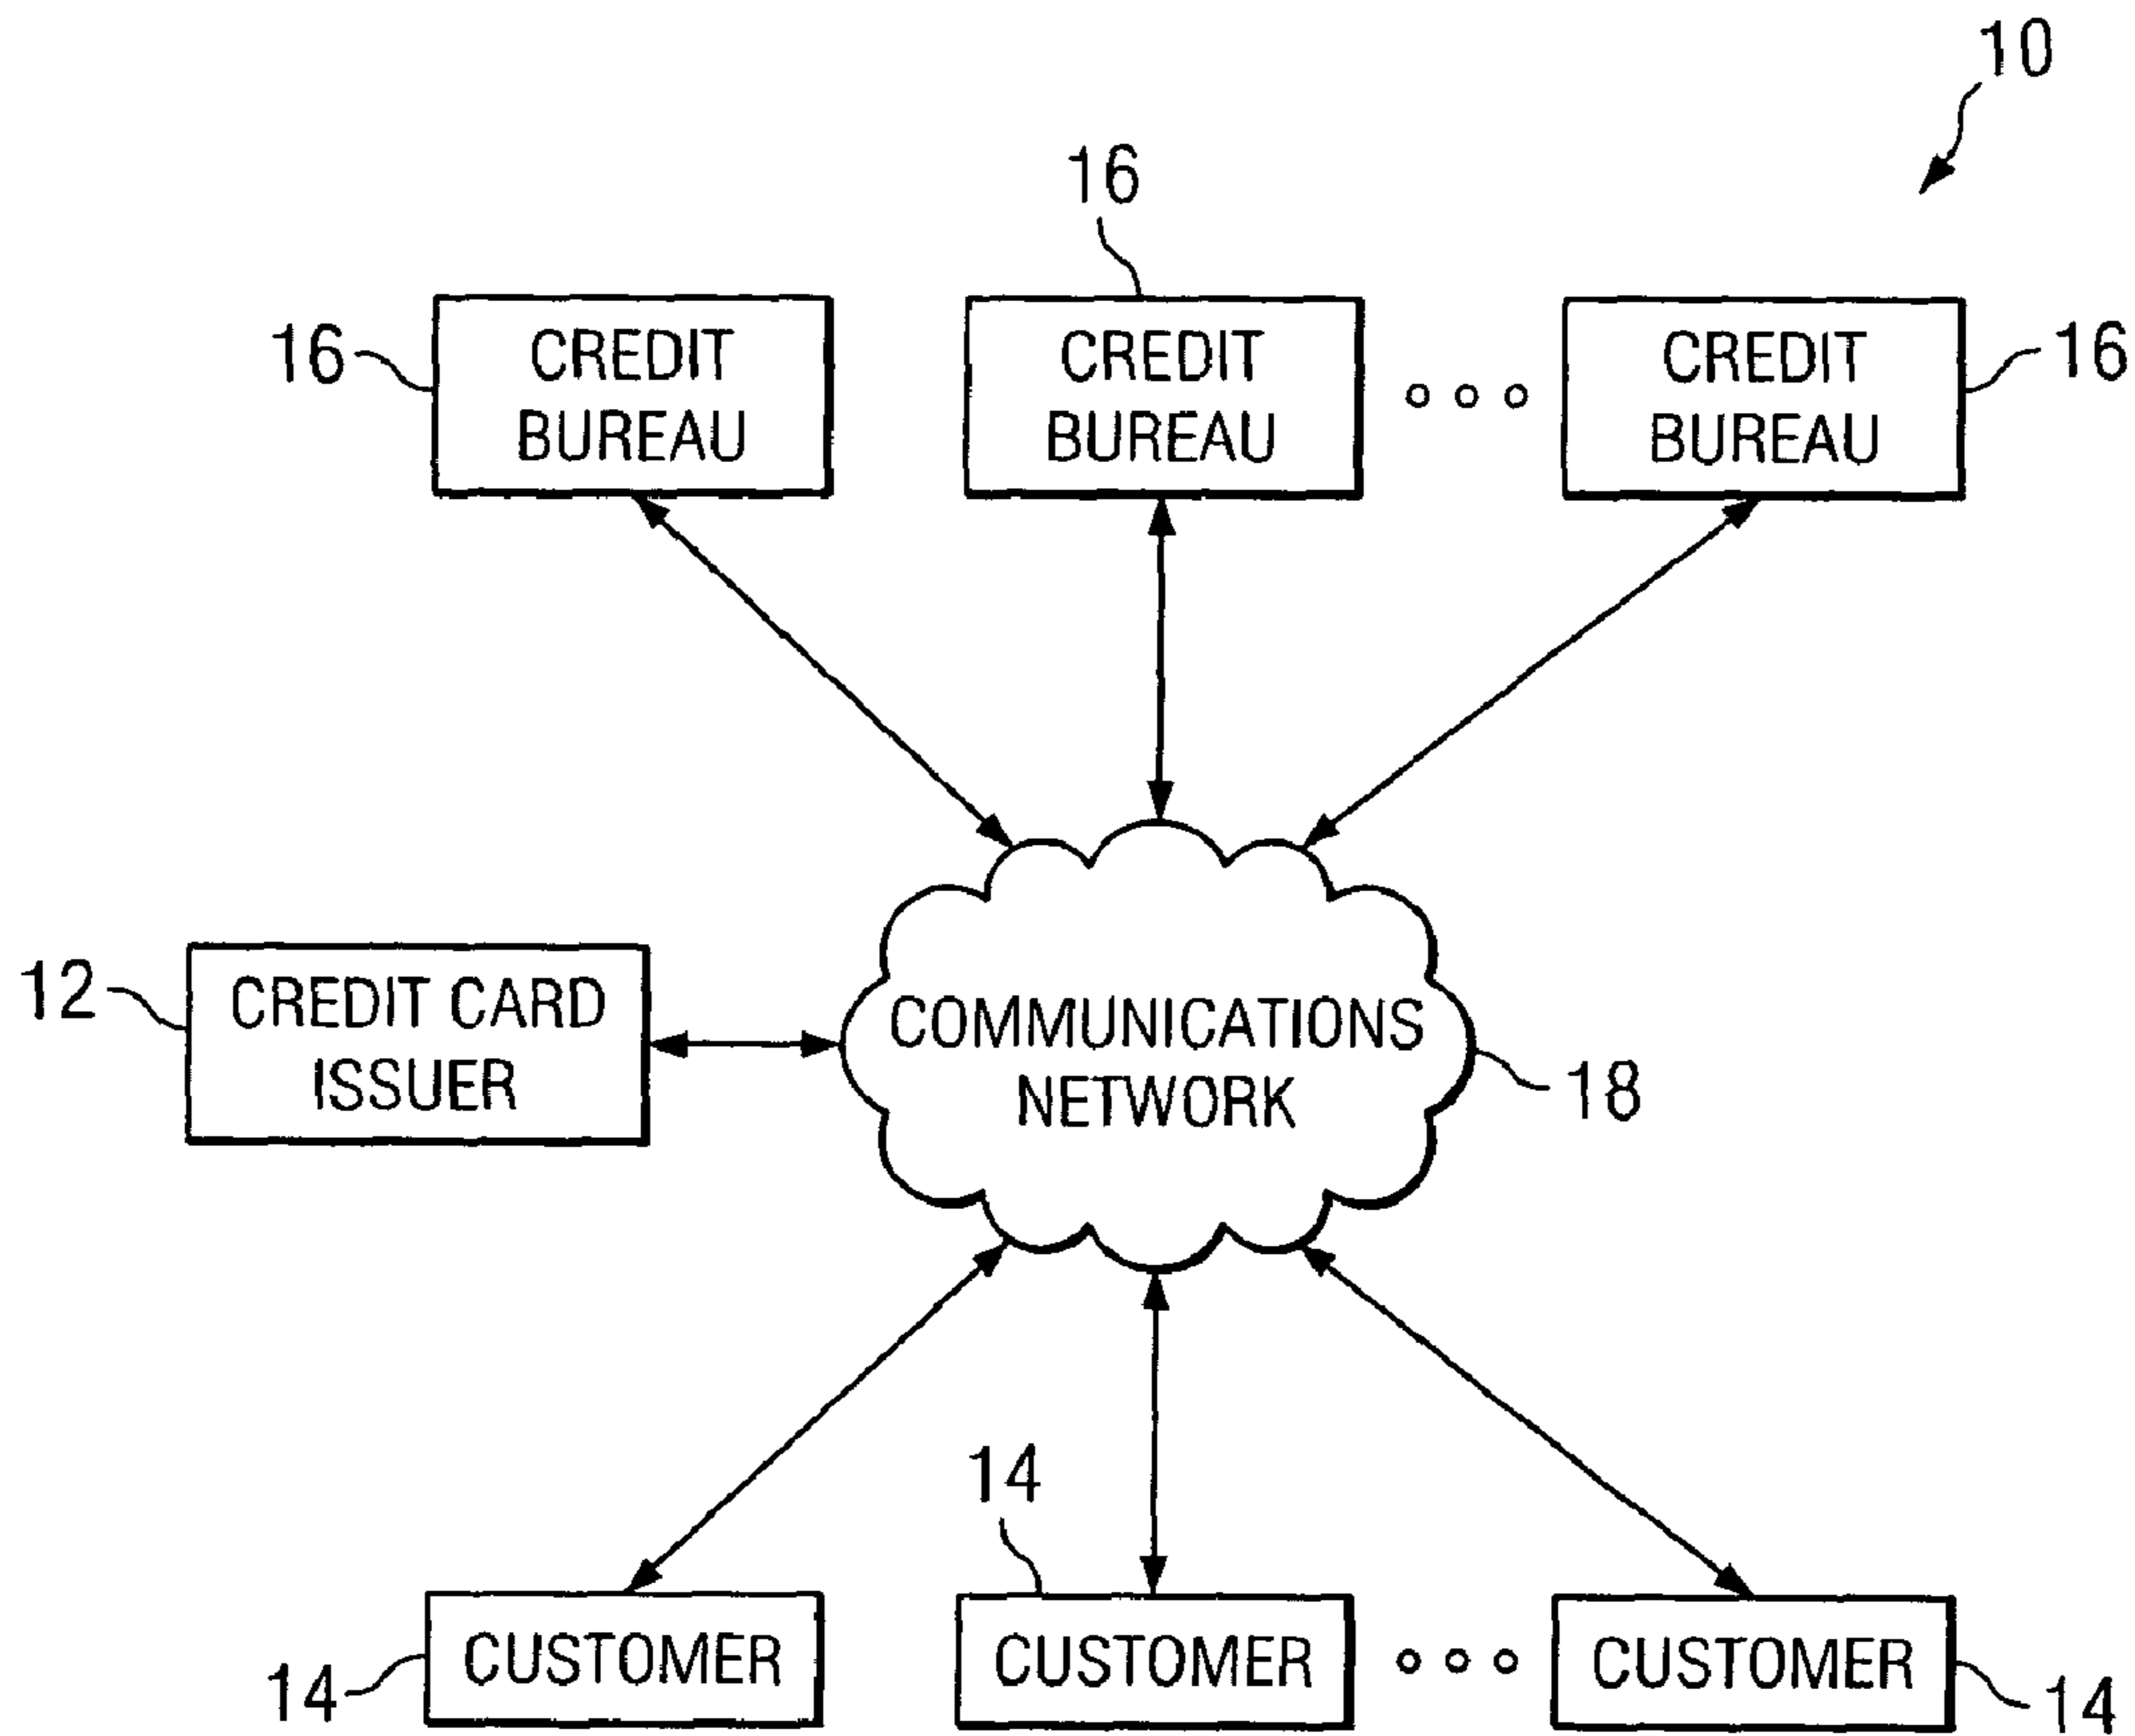 10
16
16
CREDIT
BUREAU
CREDIT
BUREAU
CREDIT
BUREAU
16
12
CREDIT CARD
ISSUER
COMMUNICATIONS
NETWORK
18
14
14
CUSTOMER
CUSTOMER
CUSTOMER
14